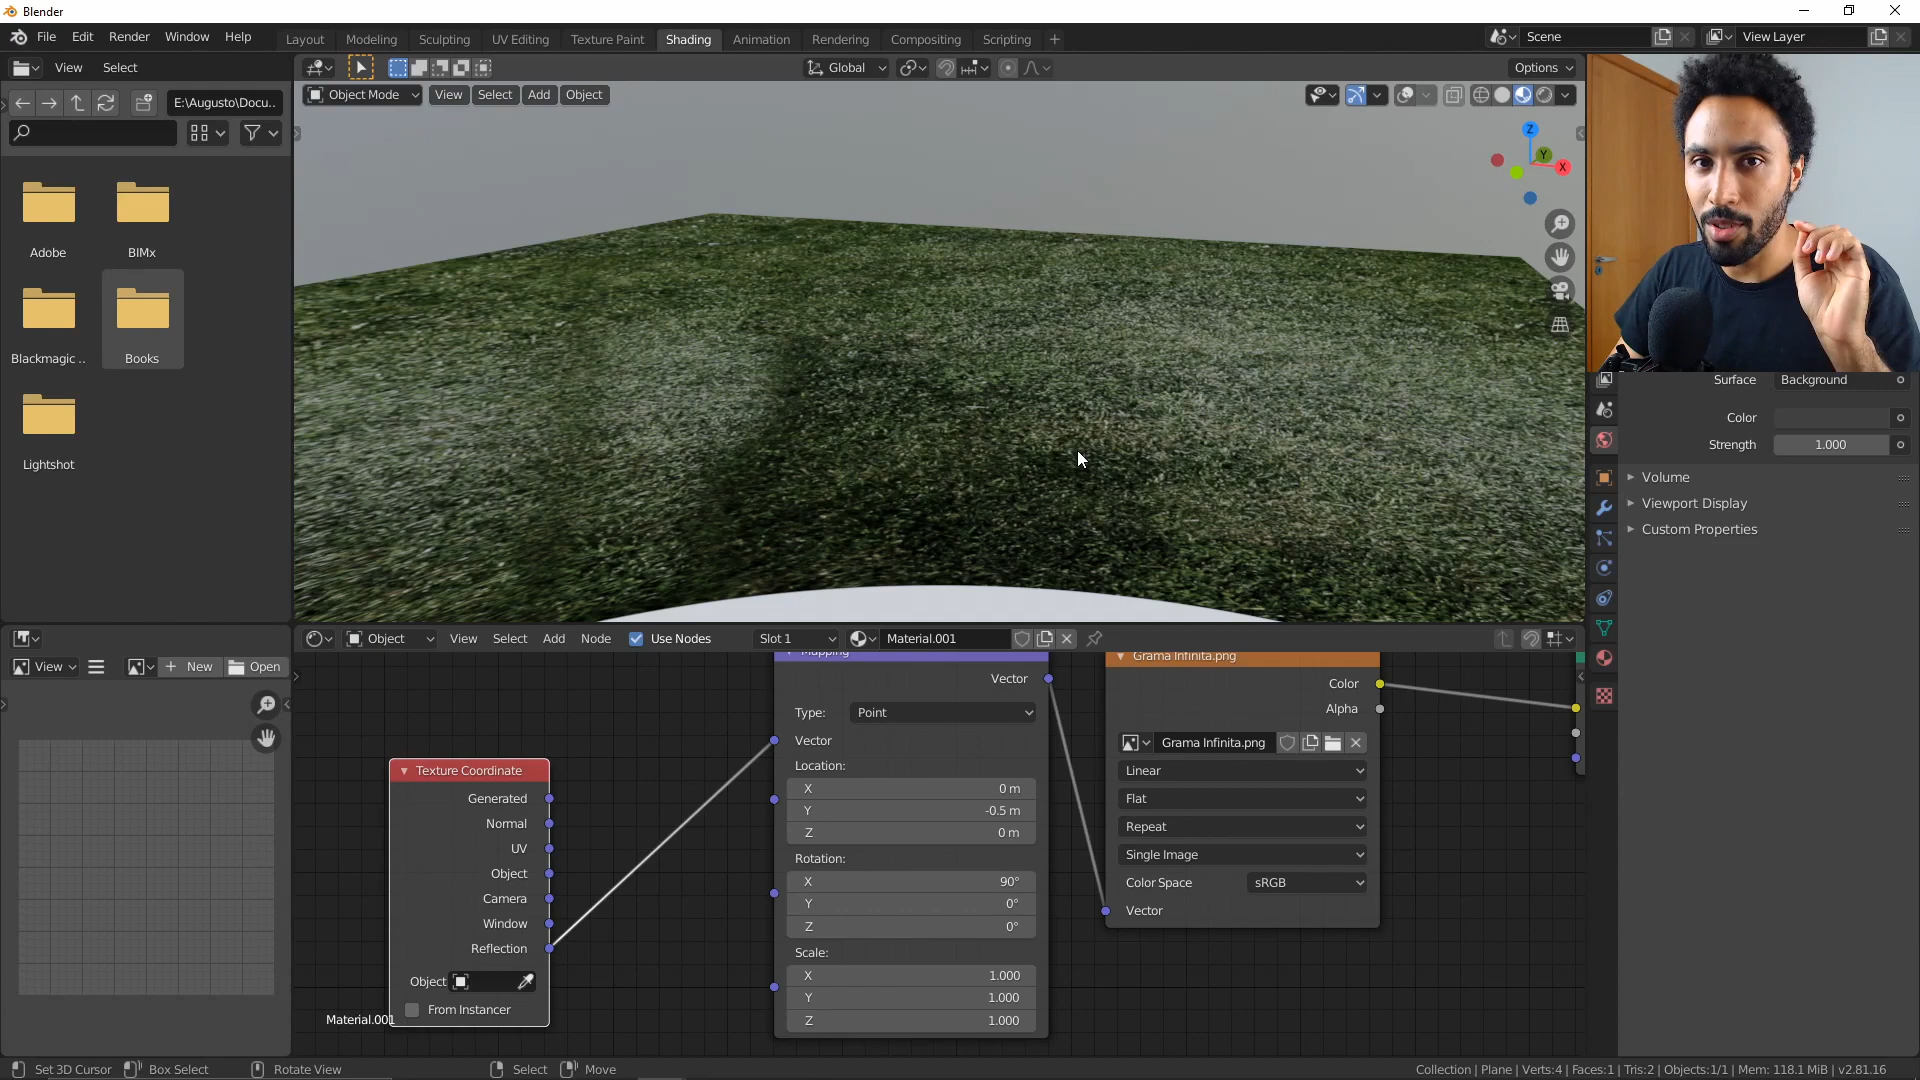 Blender
File Edit Render Window Help
Layout Modeling Sculpting UV Editing Texture Paint Shading Animation Rendering Compositing Scripting +
Scene
View Layer
View Select
Global
Options
E:\Augusto\Docu..
Object Mode View Select Add Object
Z
Y
X
Adobe
BIMx
Blackmagic ..
Books
Lightshot
Surface Background
Color
Strength 1.000
Volume
Viewport Display
Custom Properties
Object View Select Add Node Use Nodes Slot 1 Material.001
View New Open
Mapping
Vector
Type: Point
Vector
Location:
X 0 m
Y -0.5 m
Z 0 m
Rotation:
X 90°
Y 0°
Z 0°
Scale:
X 1.000
Y 1.000
Z 1.000
Grama Infinita.png
Color
Alpha
Grama Infinita.png
Linear
Flat
Repeat
Single Image
Color Space sRGB
Vector
Texture Coordinate
Generated
Normal
UV
Object
Camera
Window
Reflection
Object
From Instancer
Material.001
Set 3D Cursor Box Select Rotate View Select Move
Collection | Plane | Verts:4 | Faces:1 | Tris:2 | Objects:1/1 | Mem: 118.1 MiB | v2.81.16